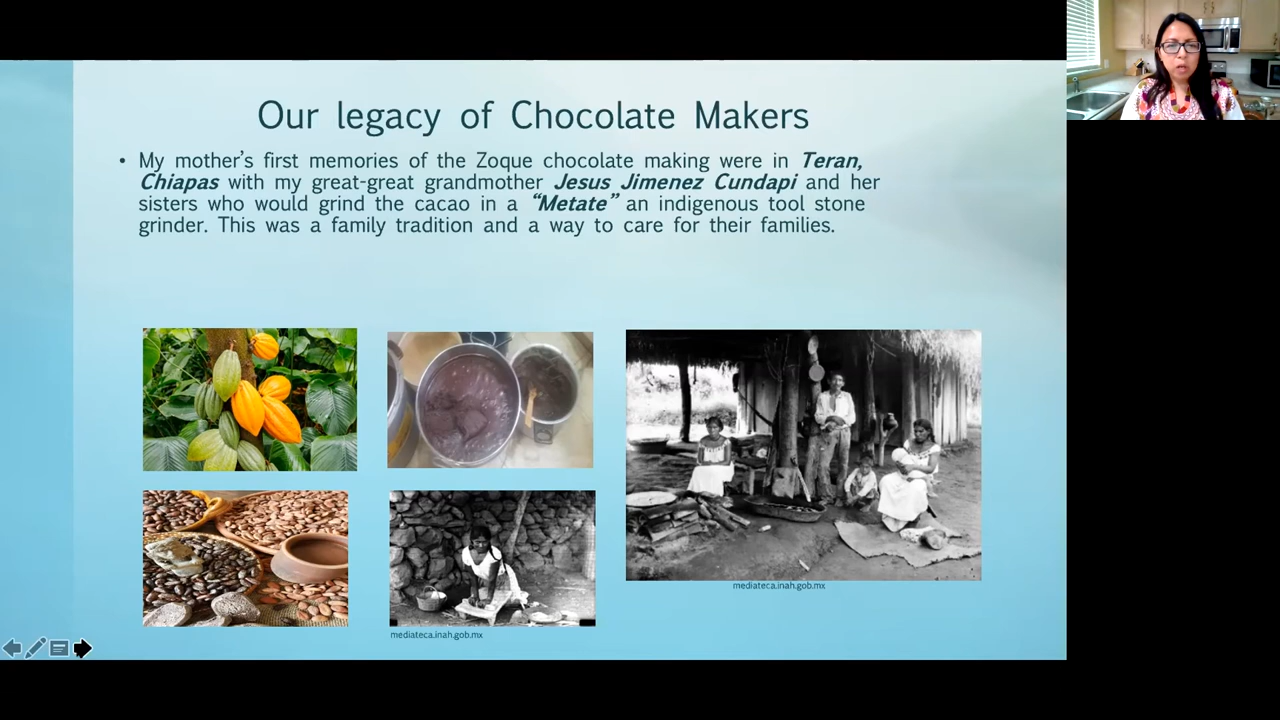 Our legacy of Chocolate Makers
• My mother's first memories of the Zoque chocolate making were in Teran,
Chiapas with my great-great grandmother Jesus Jimenez Cundapi and her
sisters who would grind the cacao in a “Metate” an indigenous tool stone
grinder. This was a family tradition and a way to care for their families.
mediateca.inah.gob.mx
mediateca.inah.gob.mx